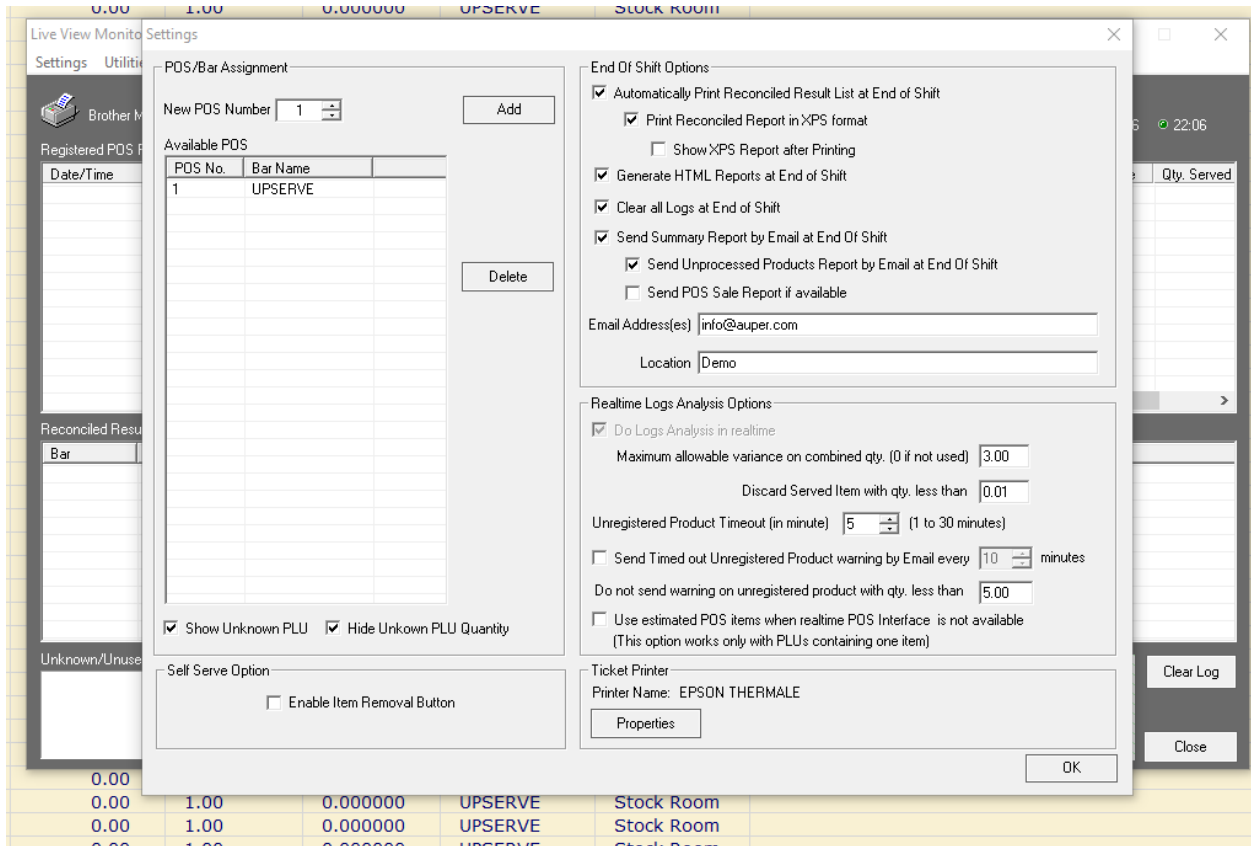 0.00 1.00 0.000000 UPSERVE Stock Room
Live View Monito
Settings Utilitie
Brother M
Registered POS
Date/Time
Reconciled Resu
Bar
Unknown/Unuse
Settings
POS/Bar Assignment
New POS Number 1 Add
Available POS
POS No. Bar Name
1 UPSERVE
Delete
Show Unknown PLU Hide Unkown PLU Quantity
Self Serve Option
Enable Item Removal Button
End Of Shift Options
Automatically Print Reconciled Result List at End of Shift
Print Reconciled Report in XPS format
Show XPS Report after Printing
Generate HTML Reports at End of Shift
Clear all Logs at End of Shift
Send Summary Report by Email at End Of Shift
Send Unprocessed Products Report by Email at End Of Shift
Send POS Sale Report if available
Email Address(es) info@auper.com
Location Demo
Realtime Logs Analysis Options
Do Logs Analysis in realtime
Maximum allowable variance on combined qty. (0 if not used) 3.00
Discard Served Item with qty. less than 0.01
Unregistered Product Timeout (in minute) 5 (1 to 30 minutes)
Send Timed out Unregistered Product warning by Email every 10 minutes
Do not send warning on unregistered product with qty. less than 5.00
Use estimated POS items when realtime POS Interface is not available
(This option works only with PLUs containing one item)
Ticket Printer
Printer Name: EPSON THERMALE
Properties
OK
22:06
Qty. Served
Clear Log
Close
0.00
0.00 1.00 0.000000 UPSERVE Stock Room
0.00 1.00 0.000000 UPSERVE Stock Room
0.00 1.00 0.000000 UPSERVE Stock Room